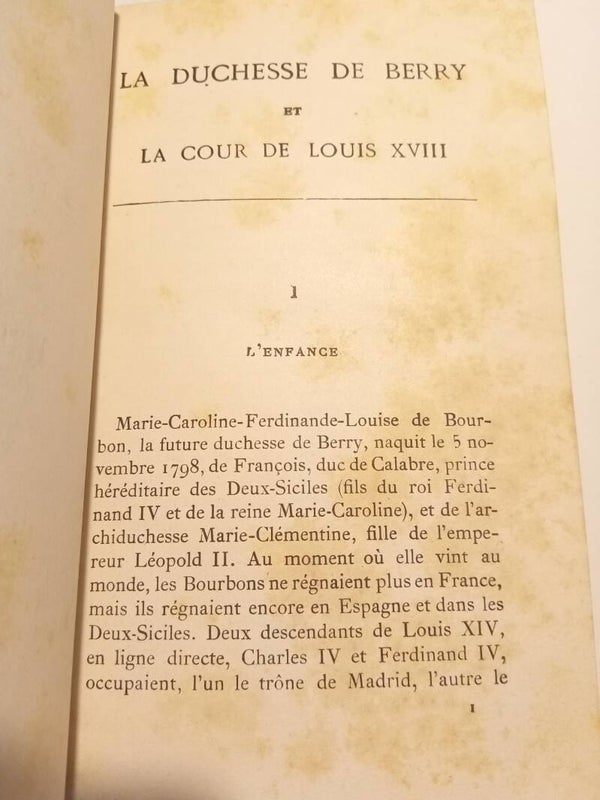 LA DUCHESSE DE BERRY
ET
LA COUR DE LOUIS XVIII
I
L'ENFANCE
Marie-Caroline-Ferdinande-Louise de Bour-
bon, la future duchesse de Berry, naquit le 5 no-
vembre 1798, de François, duc de Calabre, prince
héréditaire des Deux-Siciles (fils du roi Ferdi-
nand IV et de la reine Marie-Caroline), et de l'ar-
chiduchesse Marie-Clémentine, fille de l'empe-
reur Léopold II. Au moment où elle vint au
monde, les Bourbons ne régnaient plus en France,
mais ils régnaient encore en Espagne et dans les
Deux-Siciles. Deux descendants de Louis XIV,
en ligne directe, Charles IV et Ferdinand IV,
occupaient, l'un le trône de Madrid, l'autre le
1